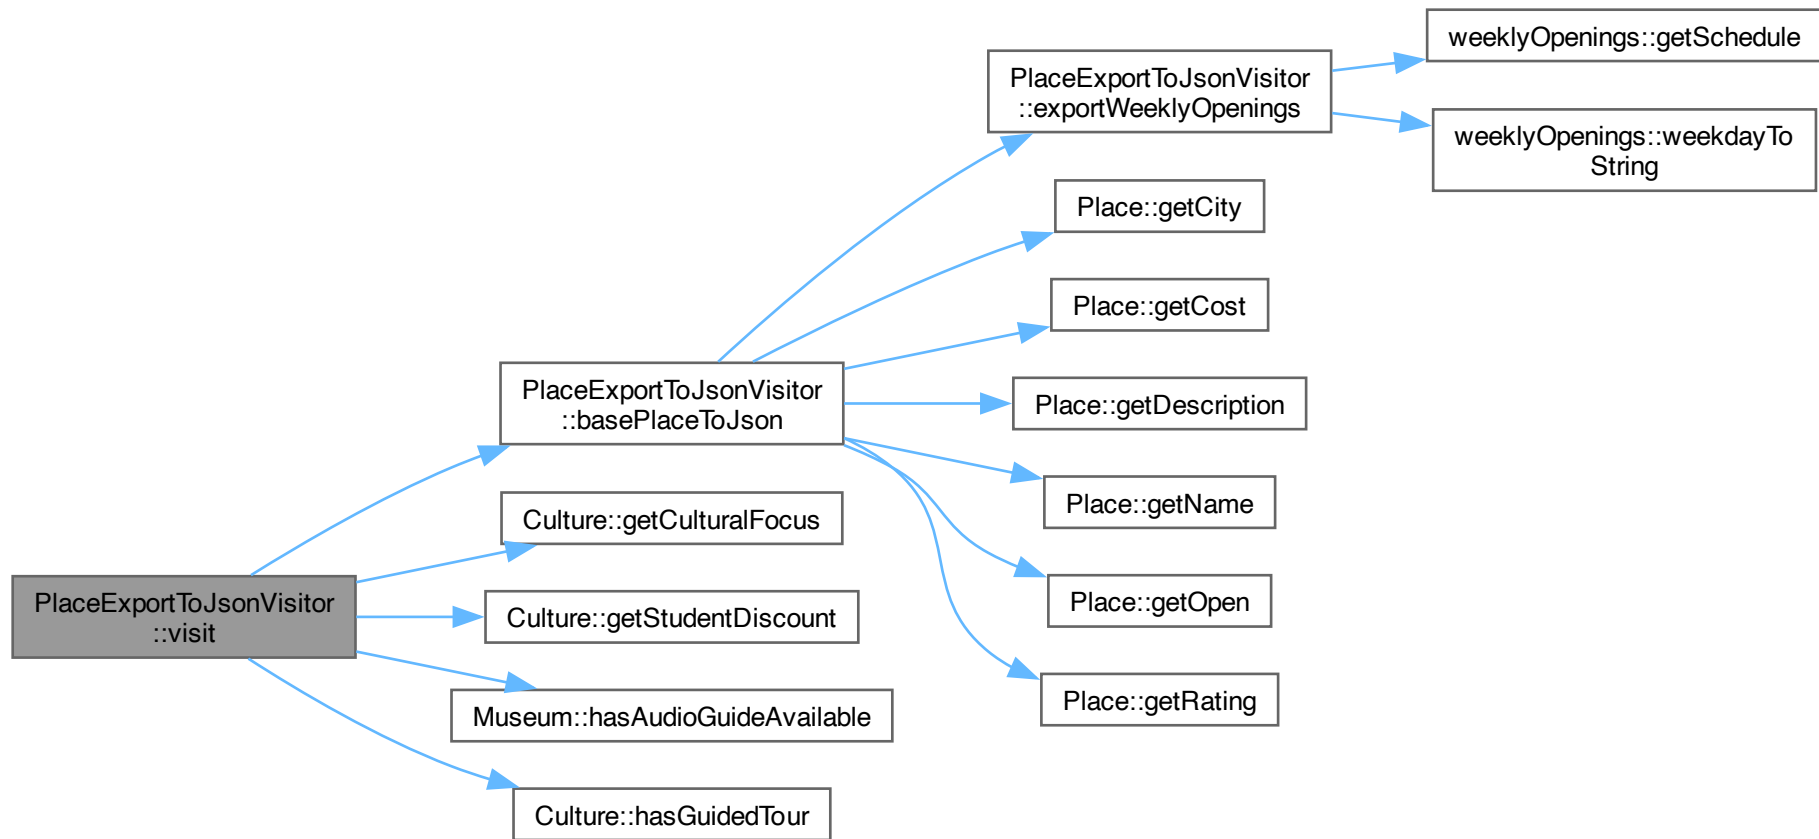 weeklyOpenings::getSchedule
PlaceExportToJsonVisitor
::exportWeeklyOpenings
weeklyOpenings::weekdayTo
String
Place::getCity
Place::getCost
PlaceExportToJsonVisitor
::basePlaceToJson
Place::getDescription
Place::getName
Culture::getCulturalFocus
Place::getOpen
PlaceExportToJsonVisitor
::visit
Culture::getStudentDiscount
Place::getRating
Museum::hasAudioGuideAvailable
Culture::hasGuidedTour